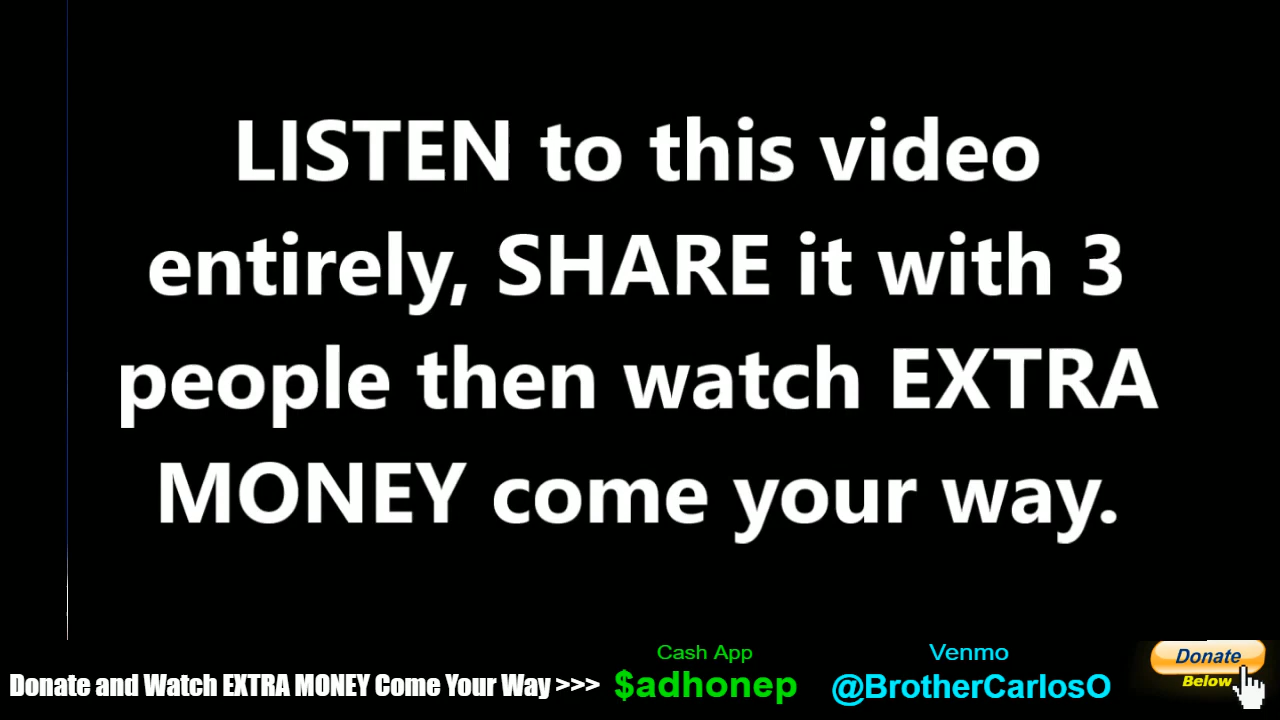 LISTEN to this video
entirely, SHARE it with 3
people then watch EXTRA
MONEY come your way.
Donate and Watch EXTRA MONEY Come Your Way >>>
Cash App
$adhonep
Venmo
@BrotherCarlosO
Donate
Below